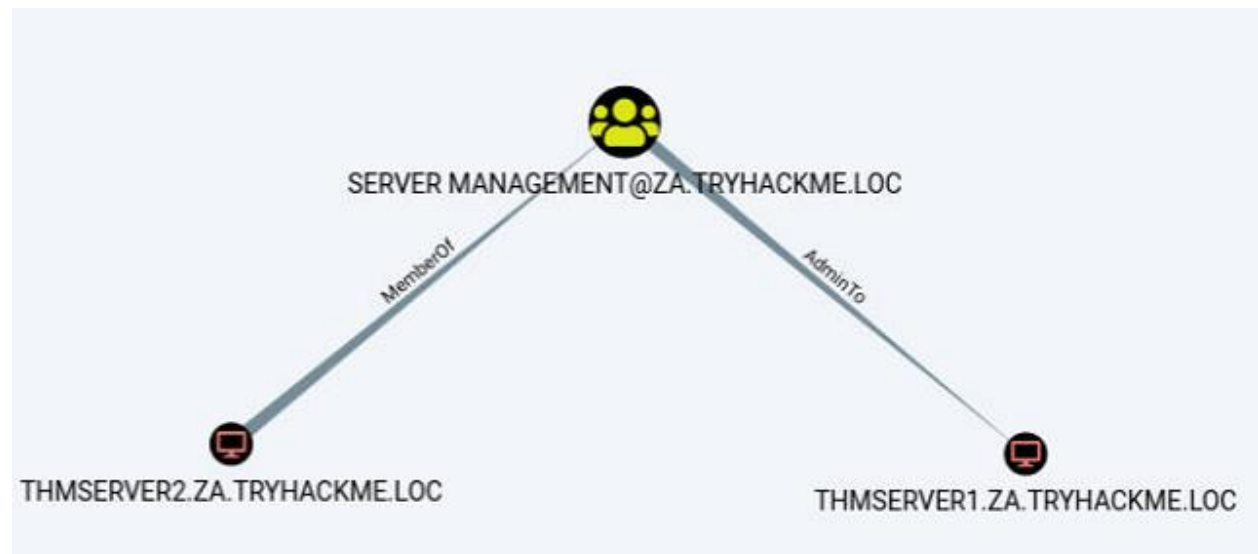 SERVER MANAGEMENT@ZA.TRYHACKME.LOC
MemberOf
AdminTo
THMSERVER2.ZA.TRYHACKME.LOC
THMSERVER1.ZA.TRYHACKME.LOC